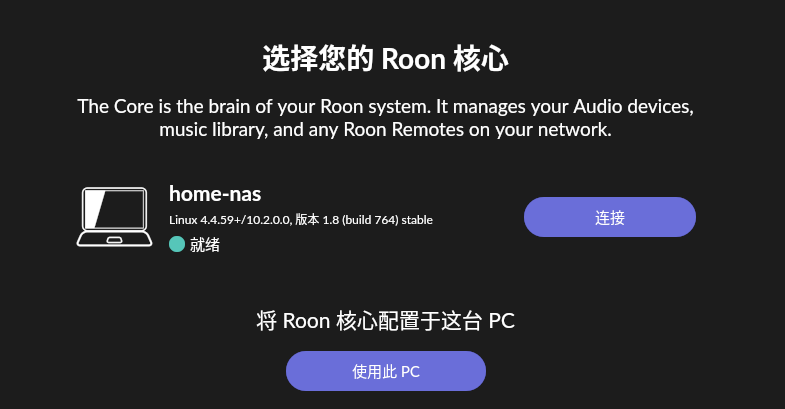 选择您的 Roon 核心
The Core is the brain of your Roon system. It manages your Audio devices,
music library, and any Roon Remotes on your network.
home-nas
Linux 4.4.59+/10.2.0.0, 版本 1.8 (build 764) stable
就绪
连接
将 Roon 核心配置于这台 PC
使用此 PC